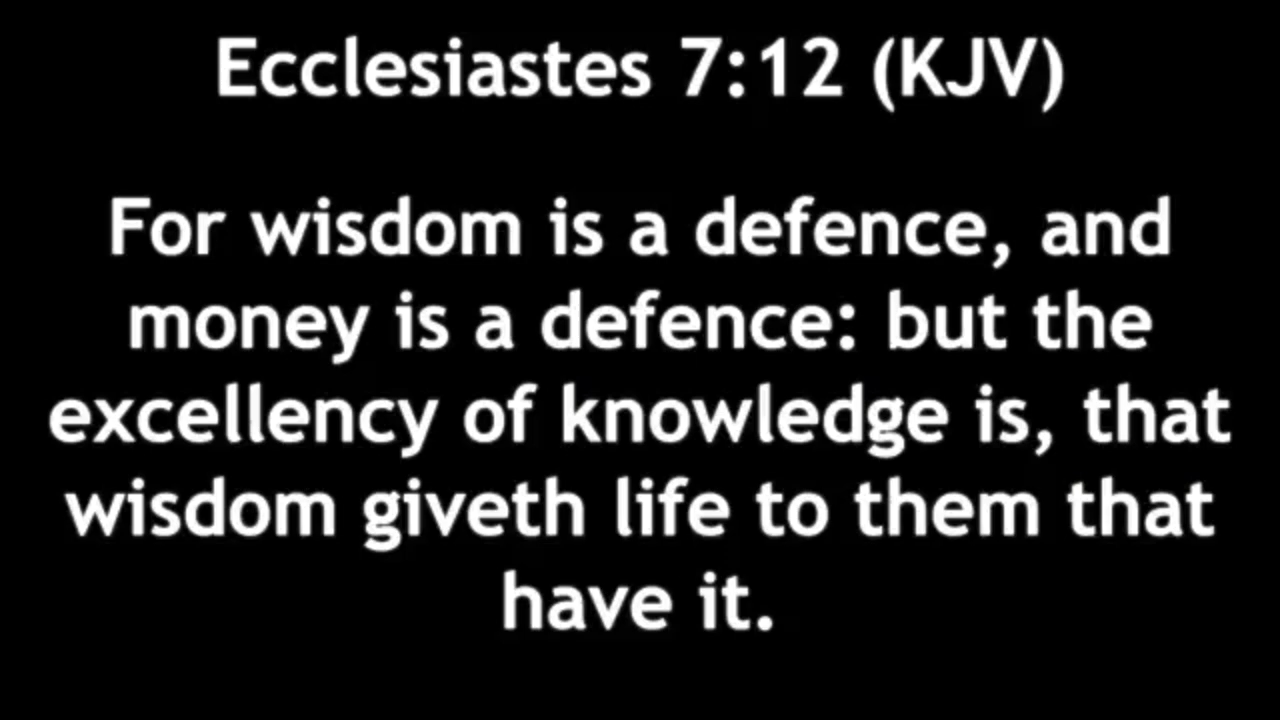 Ecclesiastes 7:12 (KJV)
For wisdom is a defence, and
money is a defence: but the
excellency of knowledge is, that
wisdom giveth life to them that
have it.